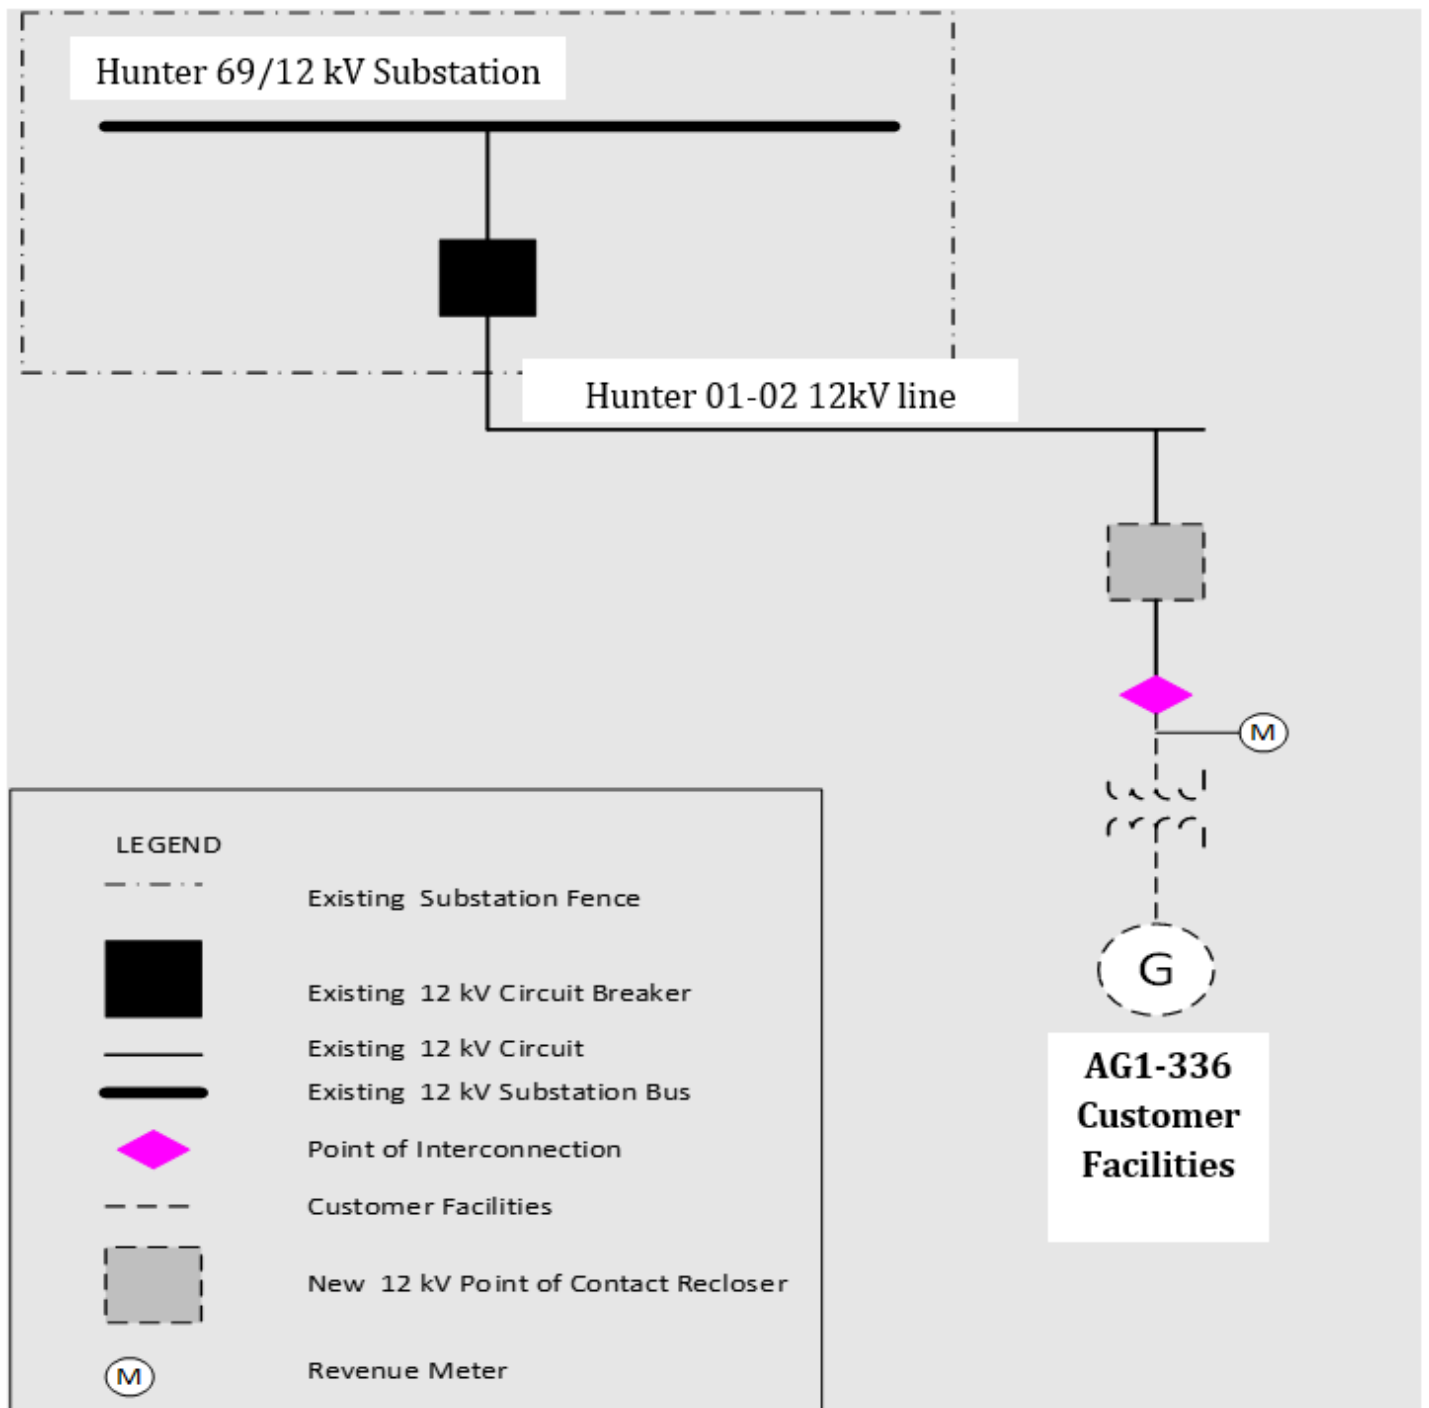 Hunter 69/12 kV Substation
Hunter 01-02 12kV line
M
G
AG1-336
Customer
Facilities
LEGEND
Existing Substation Fence
Existing 12 kV Circuit Breaker
Existing 12 kV Circuit
Existing 12 kV Substation Bus
Point of Interconnection
Customer Facilities
New 12 kV Point of Contact Recloser
M Revenue Meter